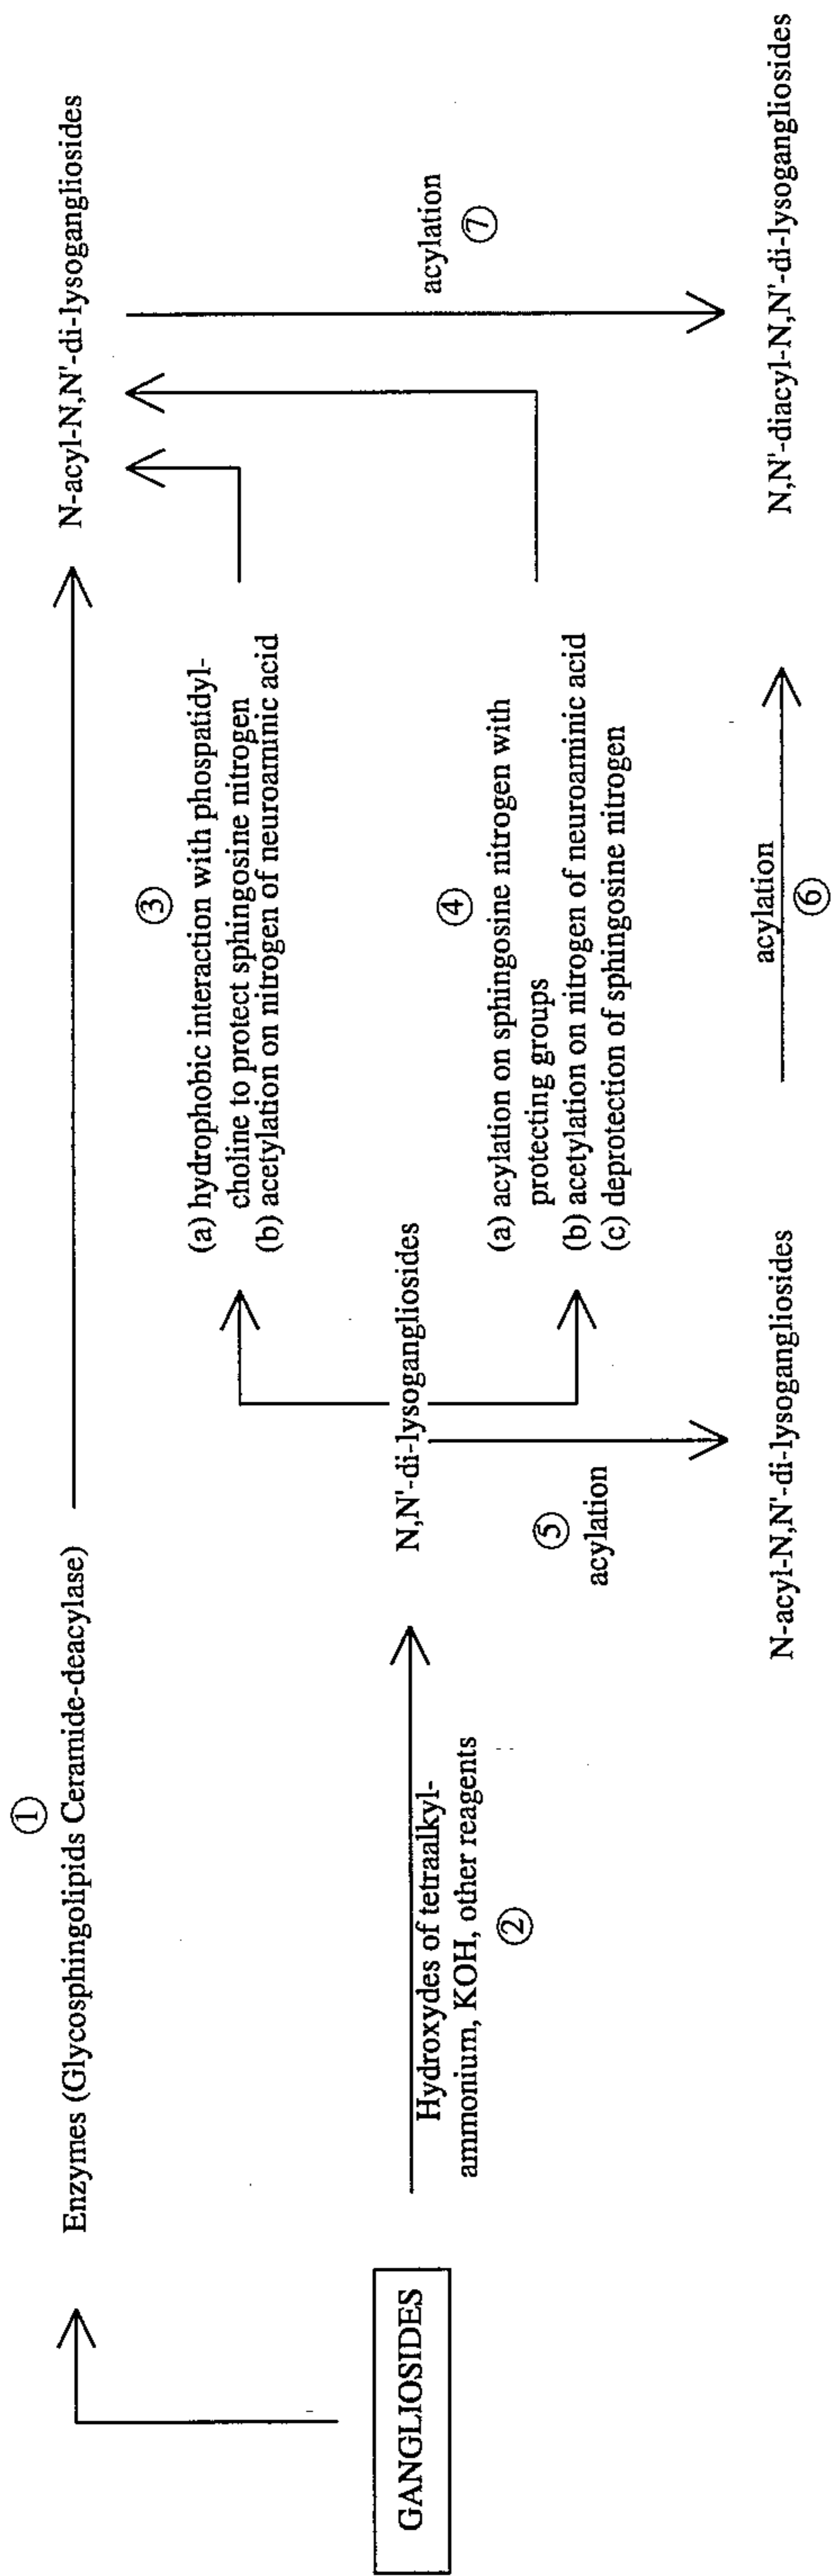 ①
Enzymes (Glycosphingolipids Ceramide-deacylase)
N-acyl-N,N'-di-lysogangliosides
③
(a) hydrophobic interaction with phospatidyl-
choline to protect sphingosine nitrogen
(b) acetylation on nitrogen of neuroaminic acid
GANGLIOSIDES
Hydroxydes of tetraalkyl-
ammonium, KOH, other reagents
②
N,N'-di-lysogangliosides
④
(a) acylation on sphingosine nitrogen with
protecting groups
(b) acetylation on nitrogen of neuroaminic acid
(c) deprotection of sphingosine nitrogen
acylation
⑦
⑤
acylation
N-acyl-N,N'-di-lysogangliosides
acylation
⑥
N,N'-diacyl-N,N'-di-lysogangliosides